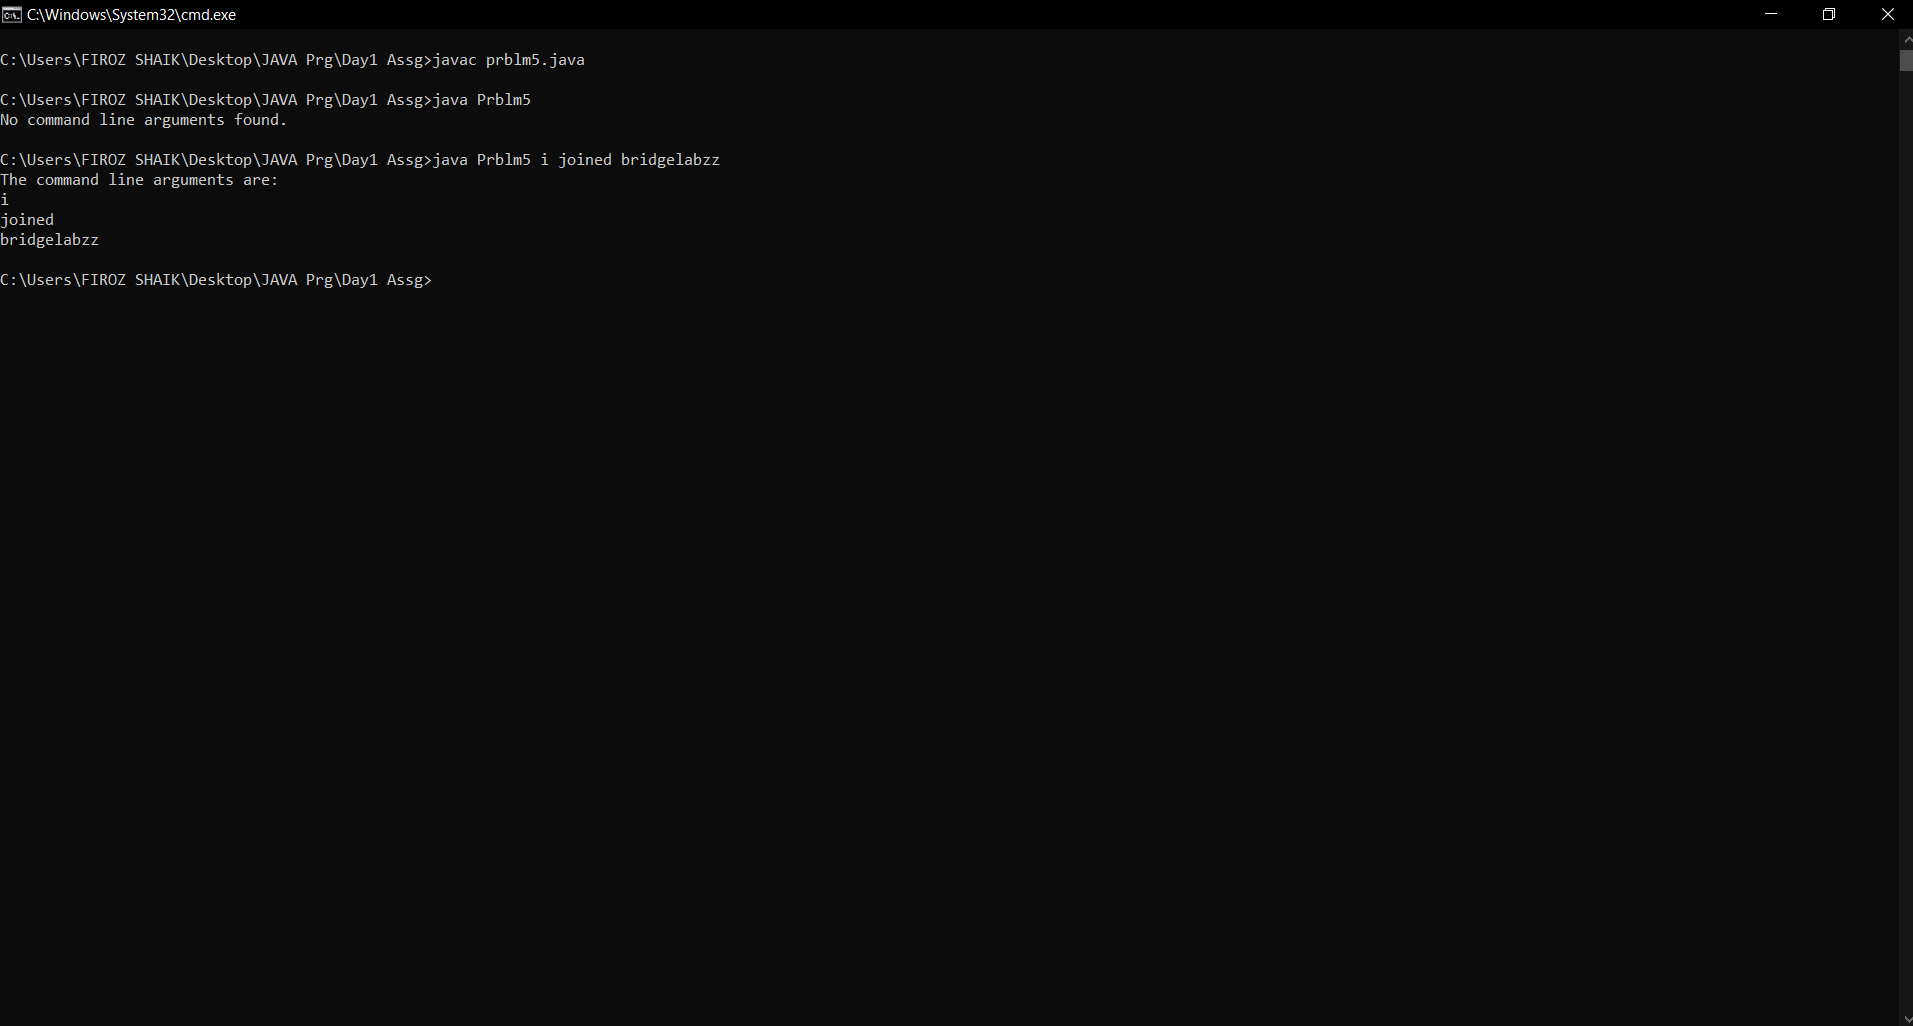 C:\Windows\System32\cmd.exe
C:\Users\FIROZ SHAIK\Desktop\JAVA Prg\Day1 Assg>javac prblm5.java
C:\Users\FIROZ SHAIK\Desktop\JAVA Prg\Day1 Assg>java Prblm5
No command line arguments found.
C:\Users\FIROZ SHAIK\Desktop\JAVA Prg\Day1 Assg>java Prblm5 i joined bridgelabzz
The command line arguments are:
i
joined
bridgelabzz
C:\Users\FIROZ SHAIK\Desktop\JAVA Prg\Day1 Assg>